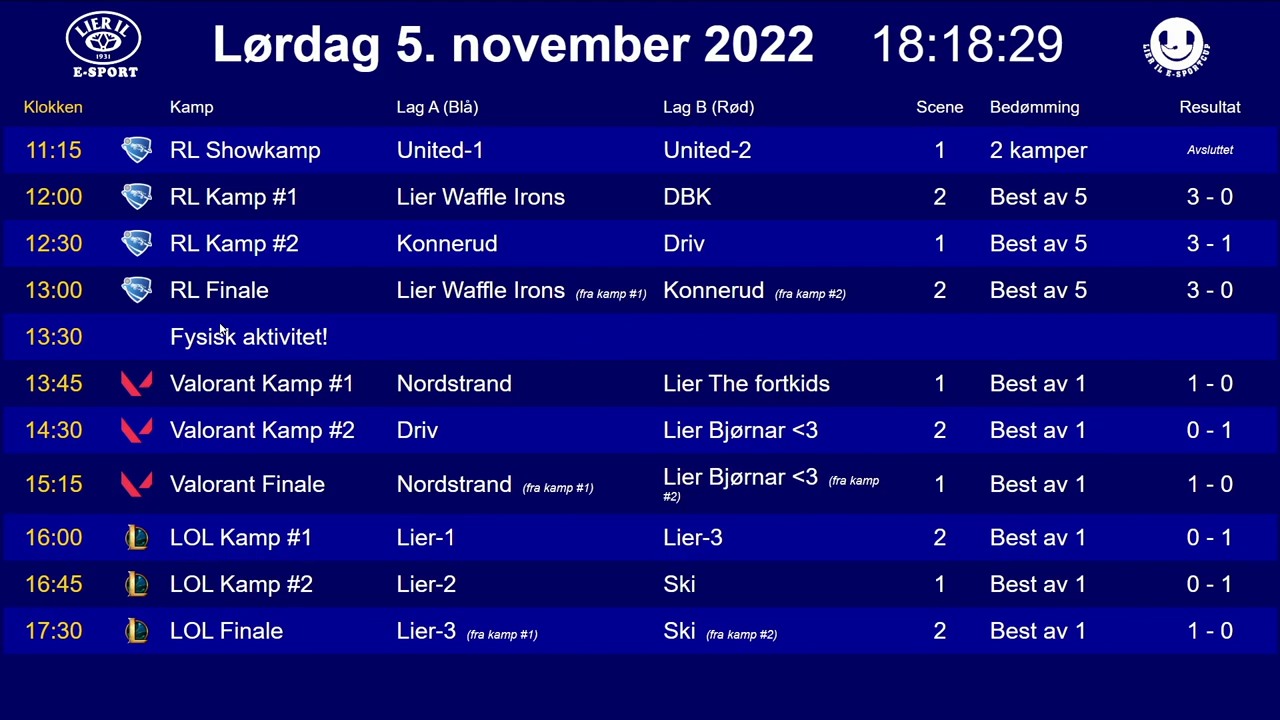 LIER IL
1931
E-SPORT
Lørdag 5. november 2022 18:18:29
LIER IL E-SPORTCUP
Klokken Kamp Lag A (Blå) Lag B (Rød) Scene Bedømming Resultat
11:15 RL Showkamp United-1 United-2 1 2 kamper Avsluttet
12:00 RL Kamp #1 Lier Waffle Irons DBK 2 Best av 5 3 - 0
12:30 RL Kamp #2 Konnerud Driv 1 Best av 5 3 - 1
13:00 RL Finale Lier Waffle Irons (fra kamp #1) Konnerud (fra kamp #2) 2 Best av 5 3 - 0
13:30 Fysisk aktivitet!
13:45 Valorant Kamp #1 Nordstrand Lier The fortkids 1 Best av 1 1 - 0
14:30 Valorant Kamp #2 Driv Lier Bjørnar <3 2 Best av 1 0 - 1
15:15 Valorant Finale Nordstrand (fra kamp #1) Lier Bjørnar <3 (fra kamp #2) 1 Best av 1 1 - 0
16:00 LOL Kamp #1 Lier-1 Lier-3 2 Best av 1 0 - 1
16:45 LOL Kamp #2 Lier-2 Ski 1 Best av 1 0 - 1
17:30 LOL Finale Lier-3 (fra kamp #1) Ski (fra kamp #2) 2 Best av 1 1 - 0